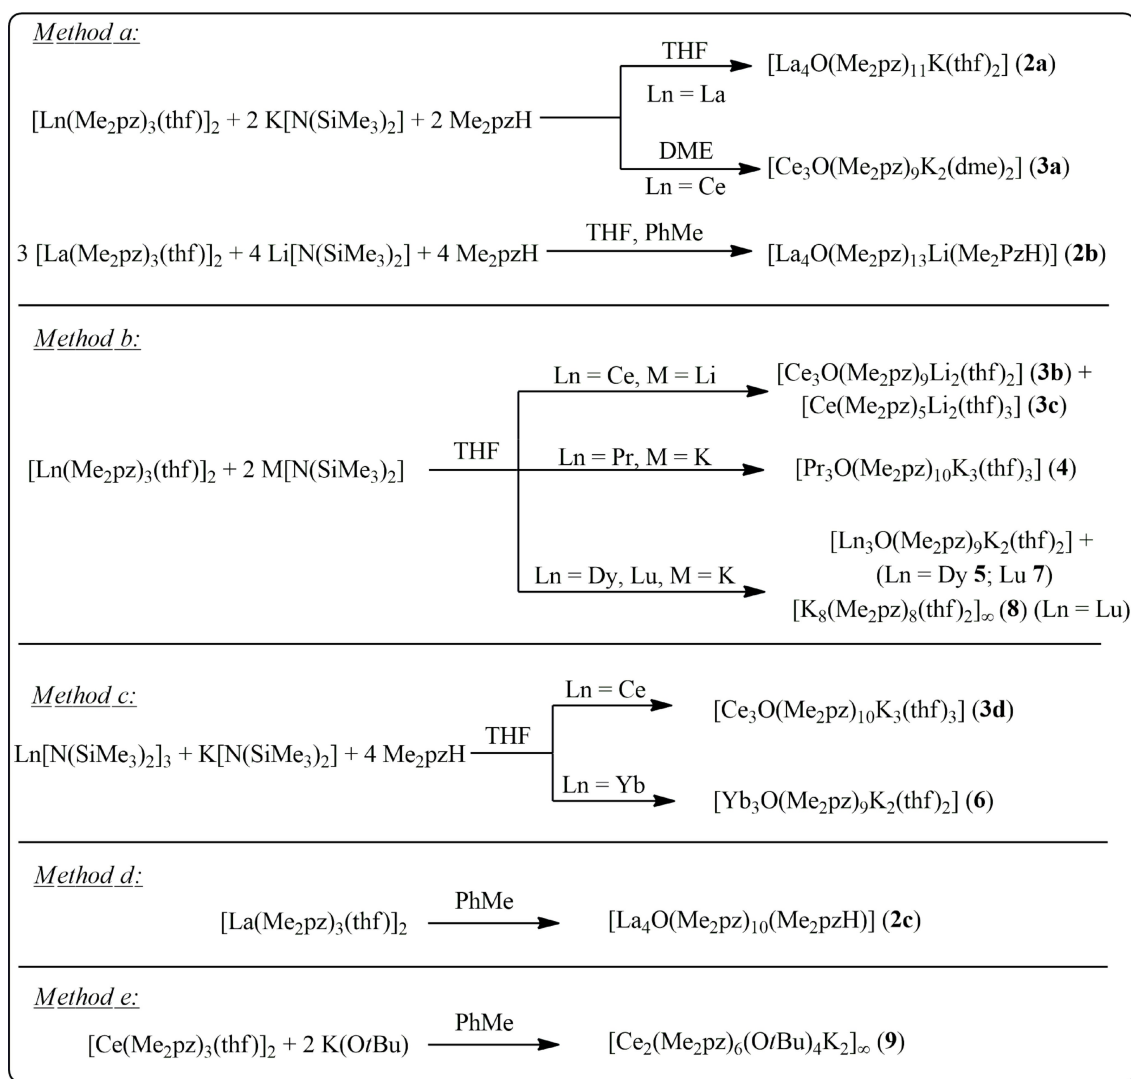 Method a:
THF
[La₄O(Me₂pz)₁₁K(thf)₂] (2a)
Ln = La
[Ln(Me₂pz)₃(thf)]₂ + 2 K[N(SiMe₃)₂] + 2 Me₂pzH
DME
[Ce₃O(Me₂pz)₉K₂(dme)₂] (3a)
Ln = Ce
THF, PhMe
3 [La(Me₂pz)₃(thf)]₂ + 4 Li[N(SiMe₃)₂] + 4 Me₂pzH
[La₄O(Me₂pz)₁₃Li(Me₂PzH)] (2b)
Method b:
Ln = Ce, M = Li
[Ce₃O(Me₂pz)₉Li₂(thf)₂] (3b) +
[Ce(Me₂pz)₅Li₂(thf)₃] (3c)
[Ln(Me₂pz)₃(thf)]₂ + 2 M[N(SiMe₃)₂]
THF
Ln = Pr, M = K
[Pr₃O(Me₂pz)₁₀K₃(thf)₃] (4)
Ln = Dy, Lu, M = K
[Ln₃O(Me₂pz)₉K₂(thf)₂] +
(Ln = Dy 5; Lu 7)
[K₈(Me₂pz)₈(thf)₂]∞ (8) (Ln = Lu)
Method c:
Ln = Ce
[Ce₃O(Me₂pz)₁₀K₃(thf)₃] (3d)
Ln[N(SiMe₃)₂]₃ + K[N(SiMe₃)₂] + 4 Me₂pzH
THF
Ln = Yb
[Yb₃O(Me₂pz)₉K₂(thf)₂] (6)
Method d:
PhMe
[La(Me₂pz)₃(thf)]₂
[La₄O(Me₂pz)₁₀(Me₂pzH)] (2c)
Method e:
PhMe
[Ce(Me₂pz)₃(thf)]₂ + 2 K(OtBu)
[Ce₂(Me₂pz)₆(OtBu)₄K₂]∞ (9)